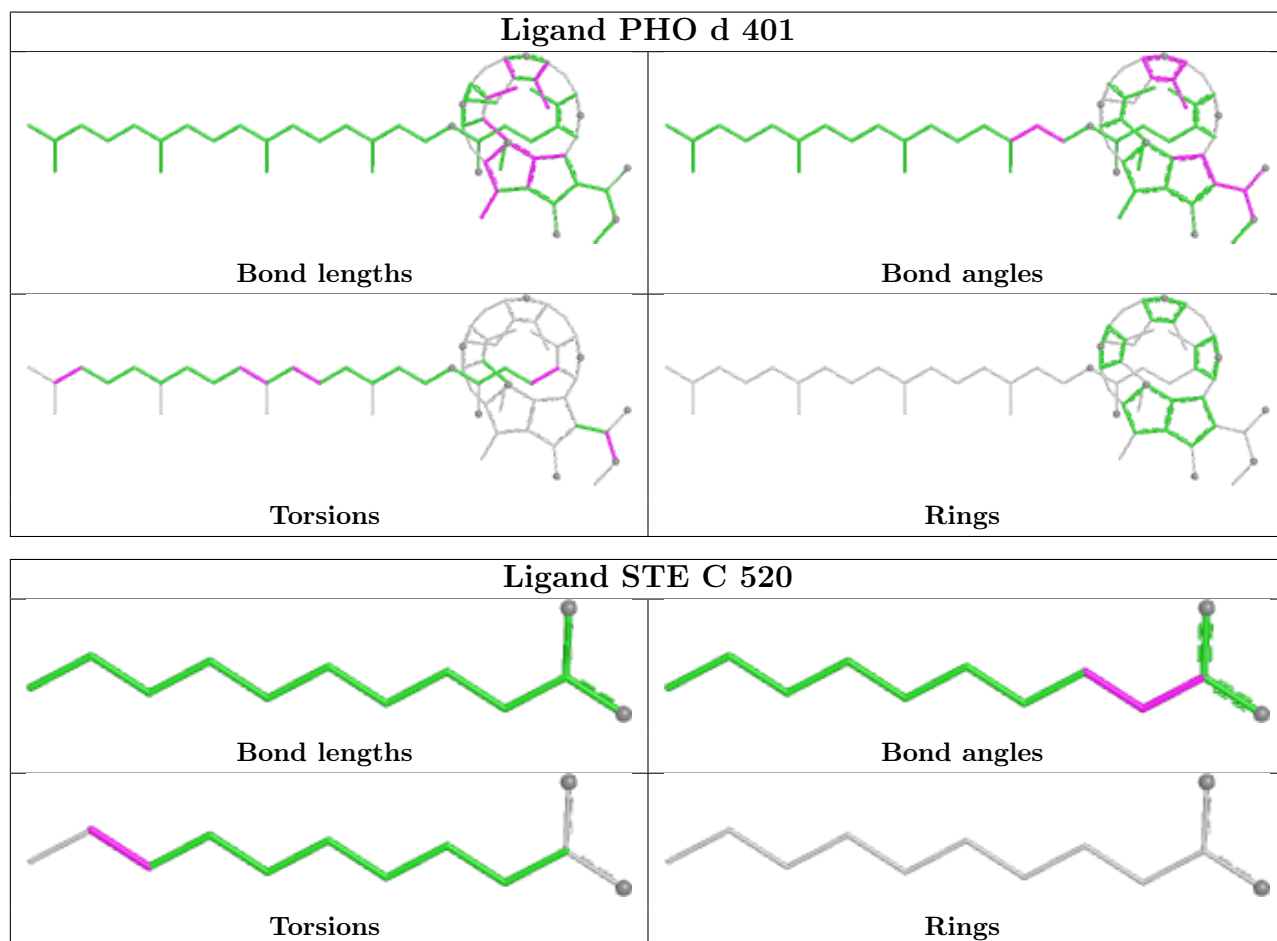 Ligand PHO d 401
Bond lengths
Bond angles
Torsions
Rings
Ligand STE C 520
Bond lengths
Bond angles
Torsions
Rings